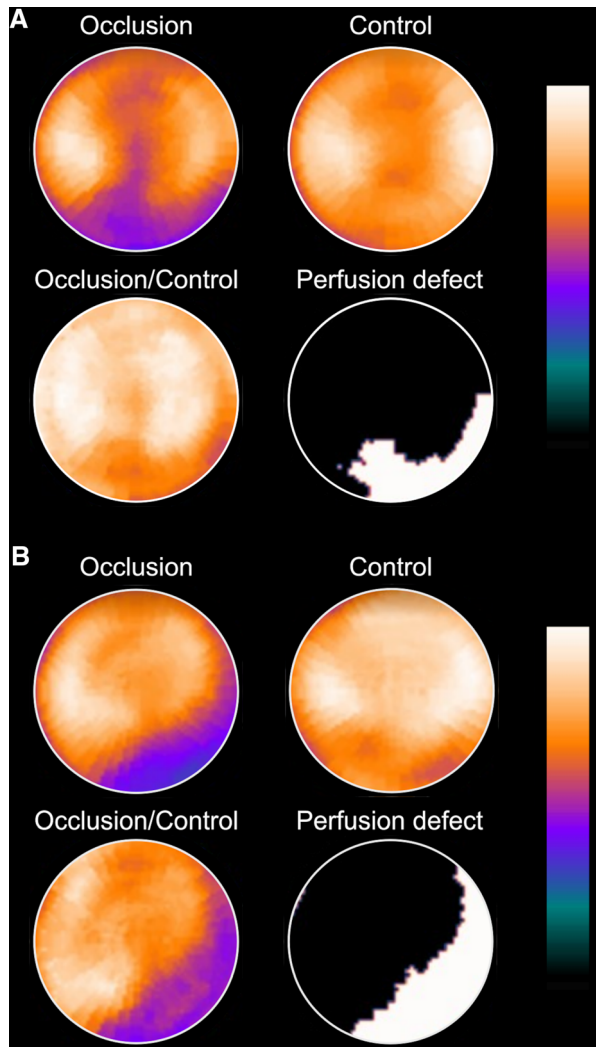 A
Occlusion
Control
Occlusion/Control
Perfusion defect
B
Occlusion
Control
Occlusion/Control
Perfusion defect